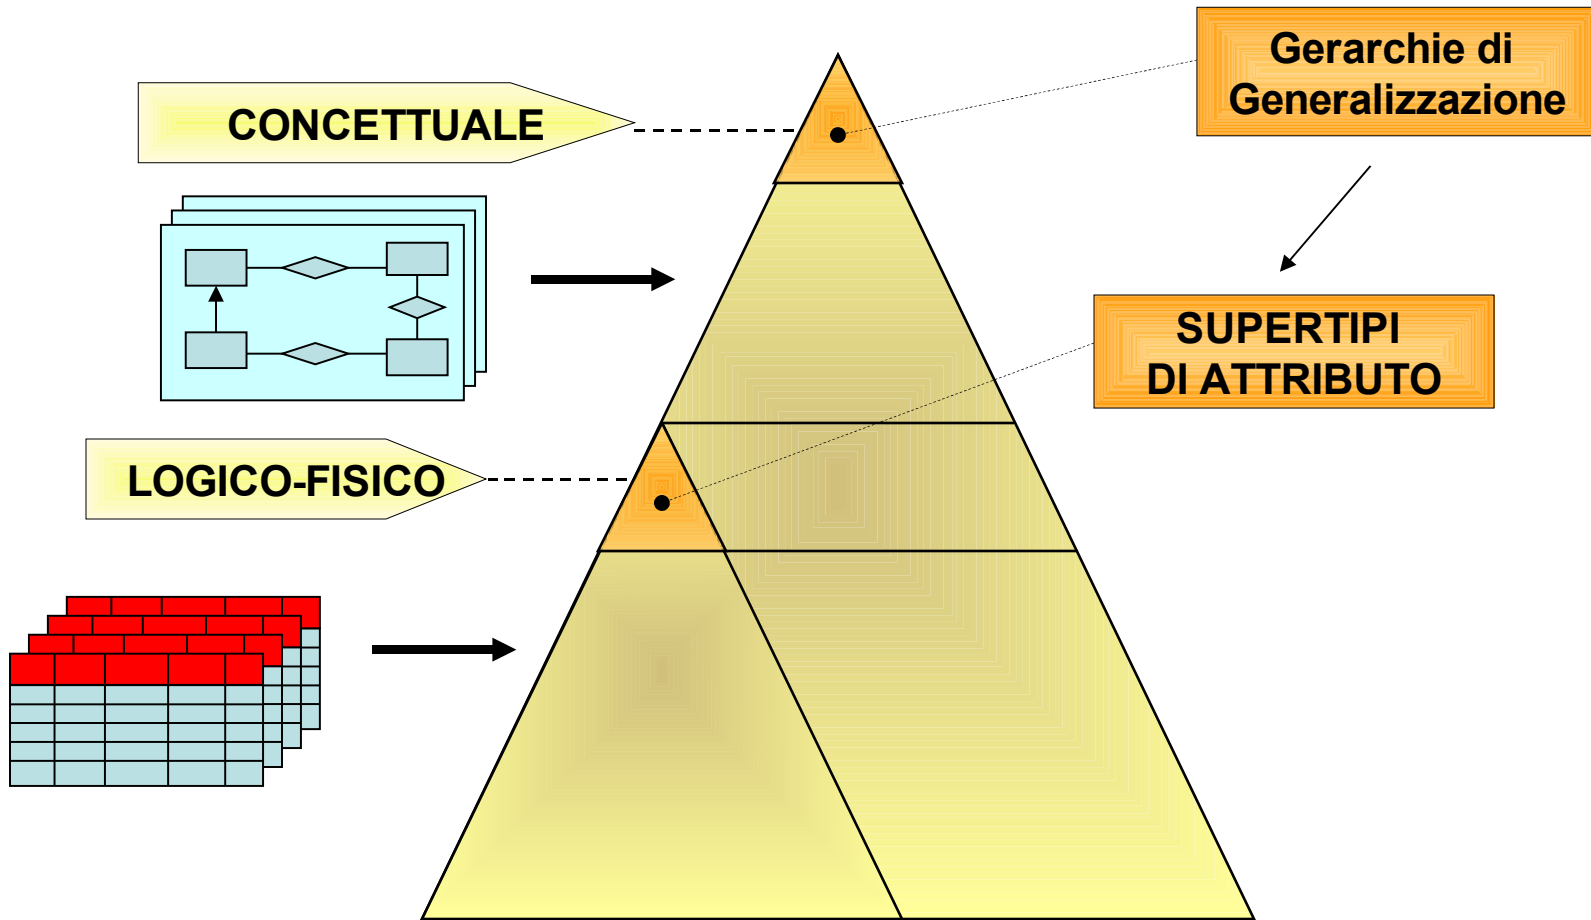 Gerarchie di
Generalizzazione
CONCETTUALE
SUPERTIPI
DI ATTRIBUTO
LOGICO-FISICO